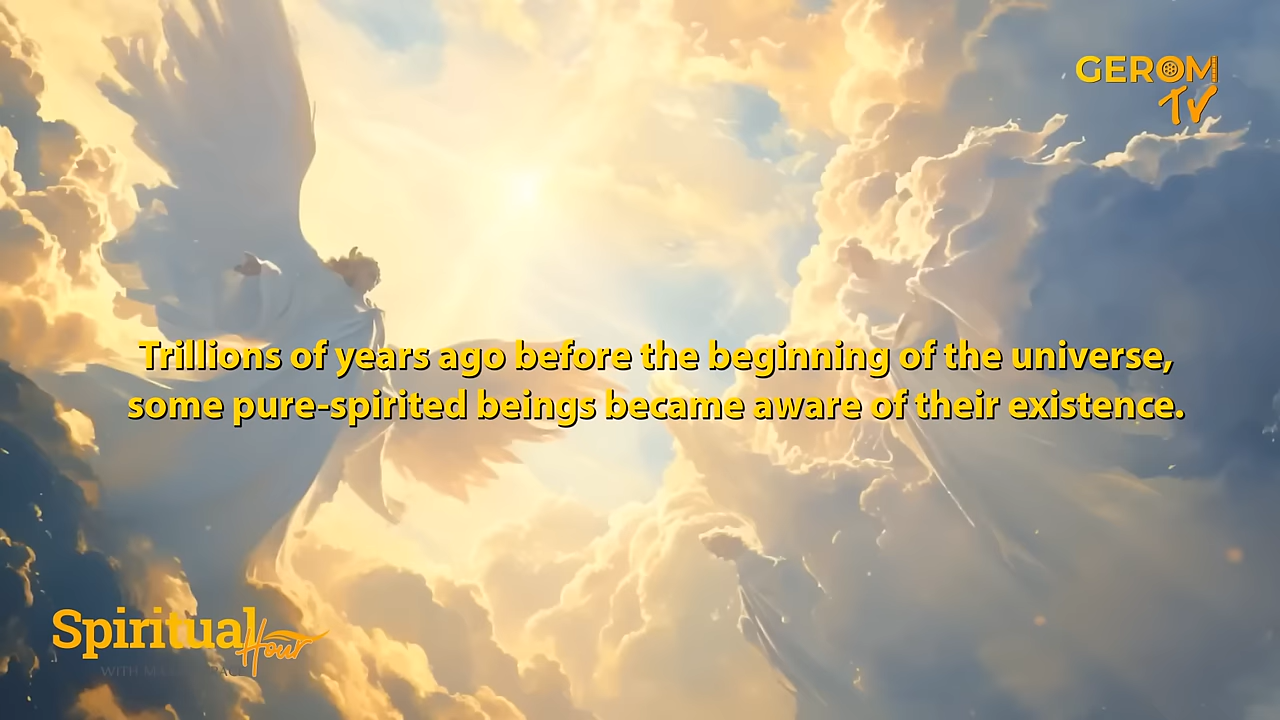 GEROM
TV
Trillions of years ago before the beginning of the universe,
some pure-spirited beings became aware of their existence.
Spiritual
Hour
WITH